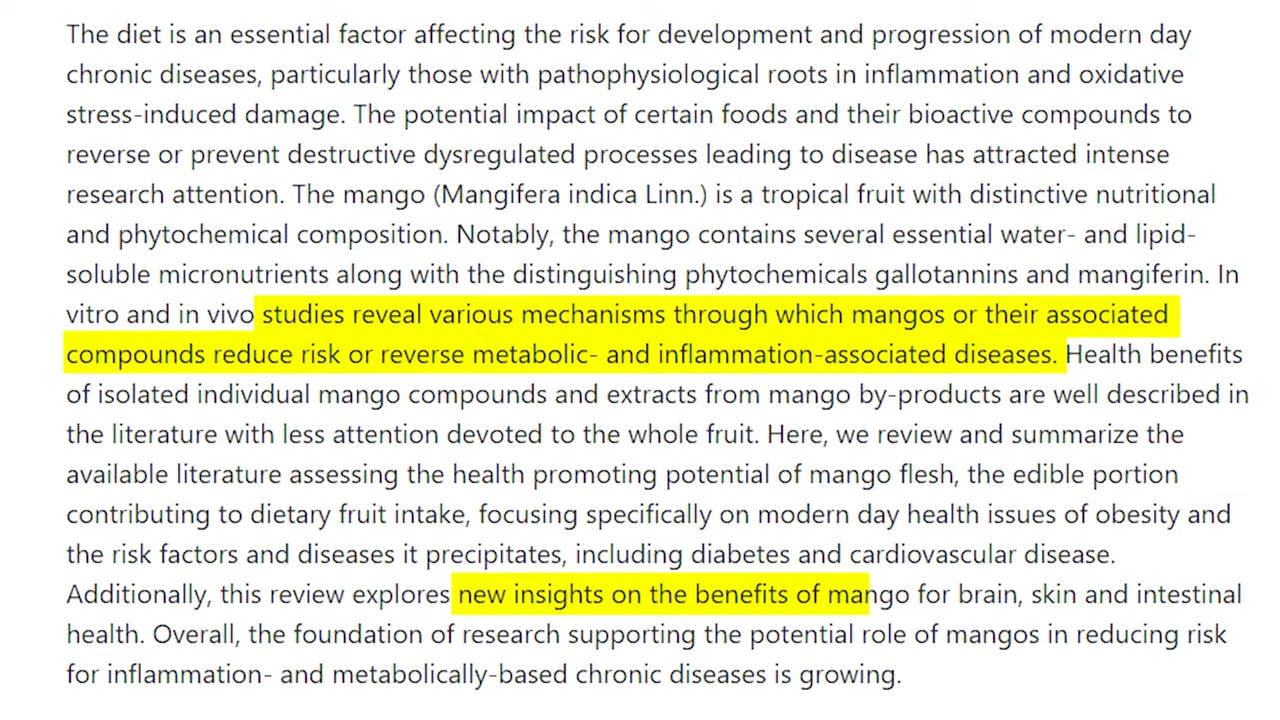 The diet is an essential factor affecting the risk for development and progression of modern day
chronic diseases, particularly those with pathophysiological roots in inflammation and oxidative
stress-induced damage. The potential impact of certain foods and their bioactive compounds to
reverse or prevent destructive dysregulated processes leading to disease has attracted intense
research attention. The mango (Mangifera indica Linn.) is a tropical fruit with distinctive nutritional
and phytochemical composition. Notably, the mango contains several essential water- and lipid-
soluble micronutrients along with the distinguishing phytochemicals gallotannins and mangiferin. In
vitro and in vivo studies reveal various mechanisms through which mangos or their associated
compounds reduce risk or reverse metabolic- and inflammation-associated diseases. Health benefits
of isolated individual mango compounds and extracts from mango by-products are well described in
the literature with less attention devoted to the whole fruit. Here, we review and summarize the
available literature assessing the health promoting potential of mango flesh, the edible portion
contributing to dietary fruit intake, focusing specifically on modern day health issues of obesity and
the risk factors and diseases it precipitates, including diabetes and cardiovascular disease.
Additionally, this review explores new insights on the benefits of mango for brain, skin and intestinal
health. Overall, the foundation of research supporting the potential role of mangos in reducing risk
for inflammation- and metabolically-based chronic diseases is growing.